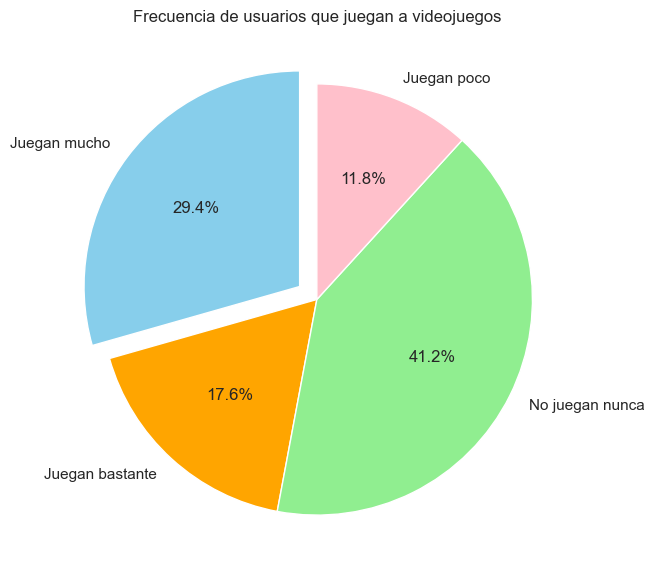 Frecuencia de usuarios que juegan a videojuegos
Juegan poco
Juegan mucho
11.8%
29.4%
41.2%
17.6%
No juegan nunca
Juegan bastante